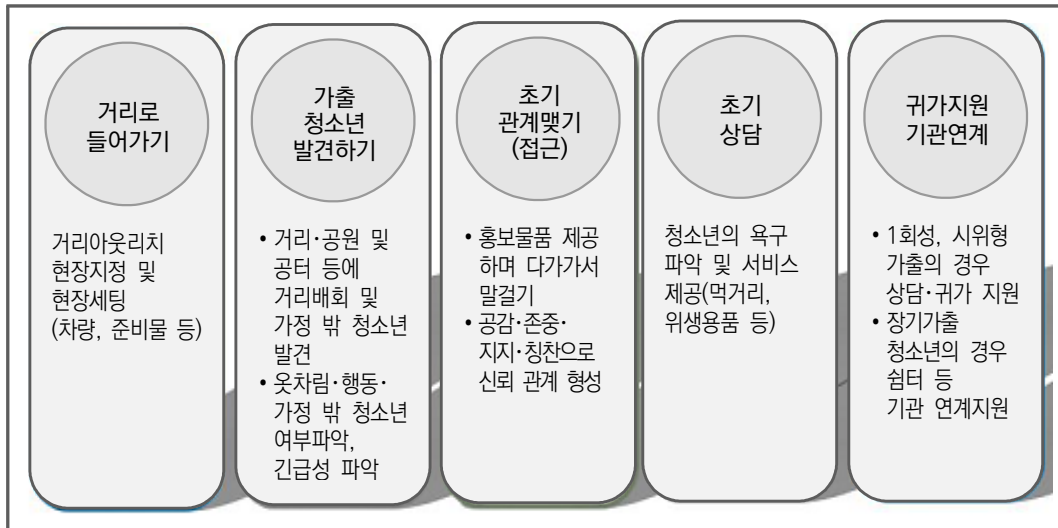 거리로
들어가기
거리아웃리치
현장지정 및
현장세팅
(차량, 준비물 등)
가출
청소년
발견하기
• 거리·공원 및
공터 등에
거리배회 및
가정 밖 청소년
발견
• 옷차림·행동·
가정 밖 청소년
여부파악,
긴급성 파악
초기
관계맺기
(접근)
• 홍보물품 제공
하며 다가가서
말걸기
• 공감·존중·
지지·칭찬으로
신뢰 관계 형성
초기
상담
청소년의 욕구
파악 및 서비스
제공(먹거리,
위생용품 등)
귀가지원
기관연계
• 1회성, 시위형
가출의 경우
상담·귀가 지원
• 장기가출
청소년의 경우
쉼터 등
기관 연계지원